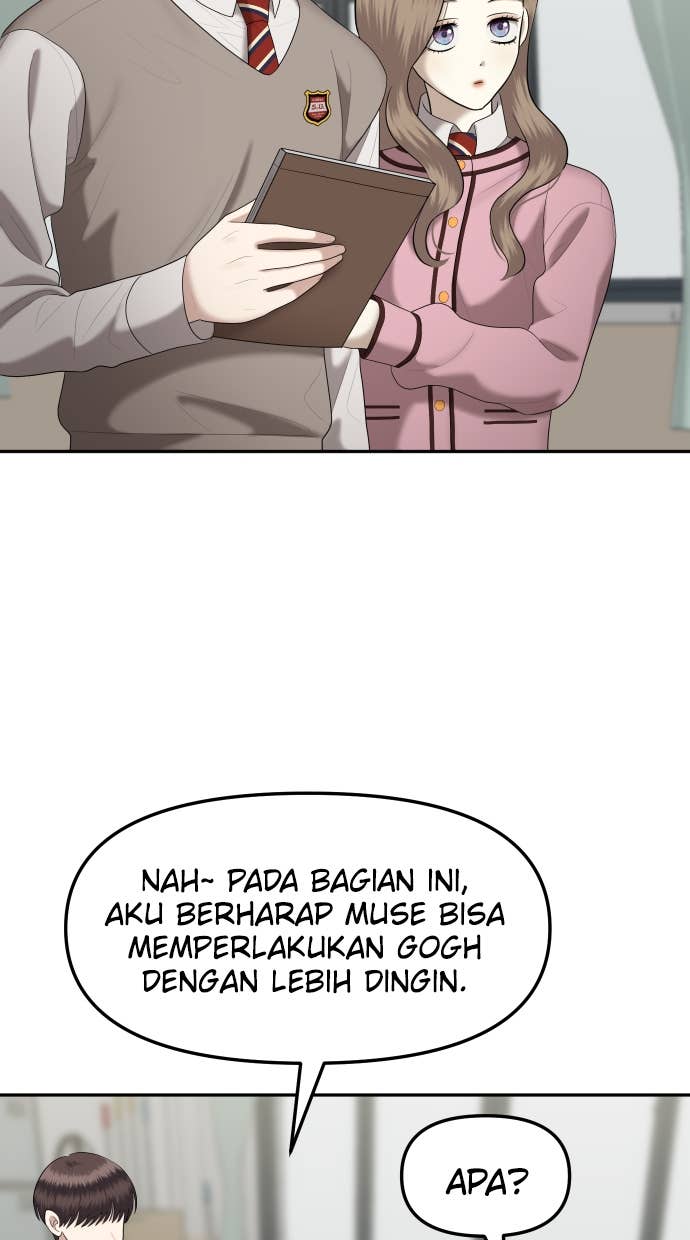 NAH~ PADA BAGIAN INI,
AKU BERHARAP MUSE BISA
MEMPERLAKUKAN GOGH
DENGAN LEBIH DINGIN.
APA?